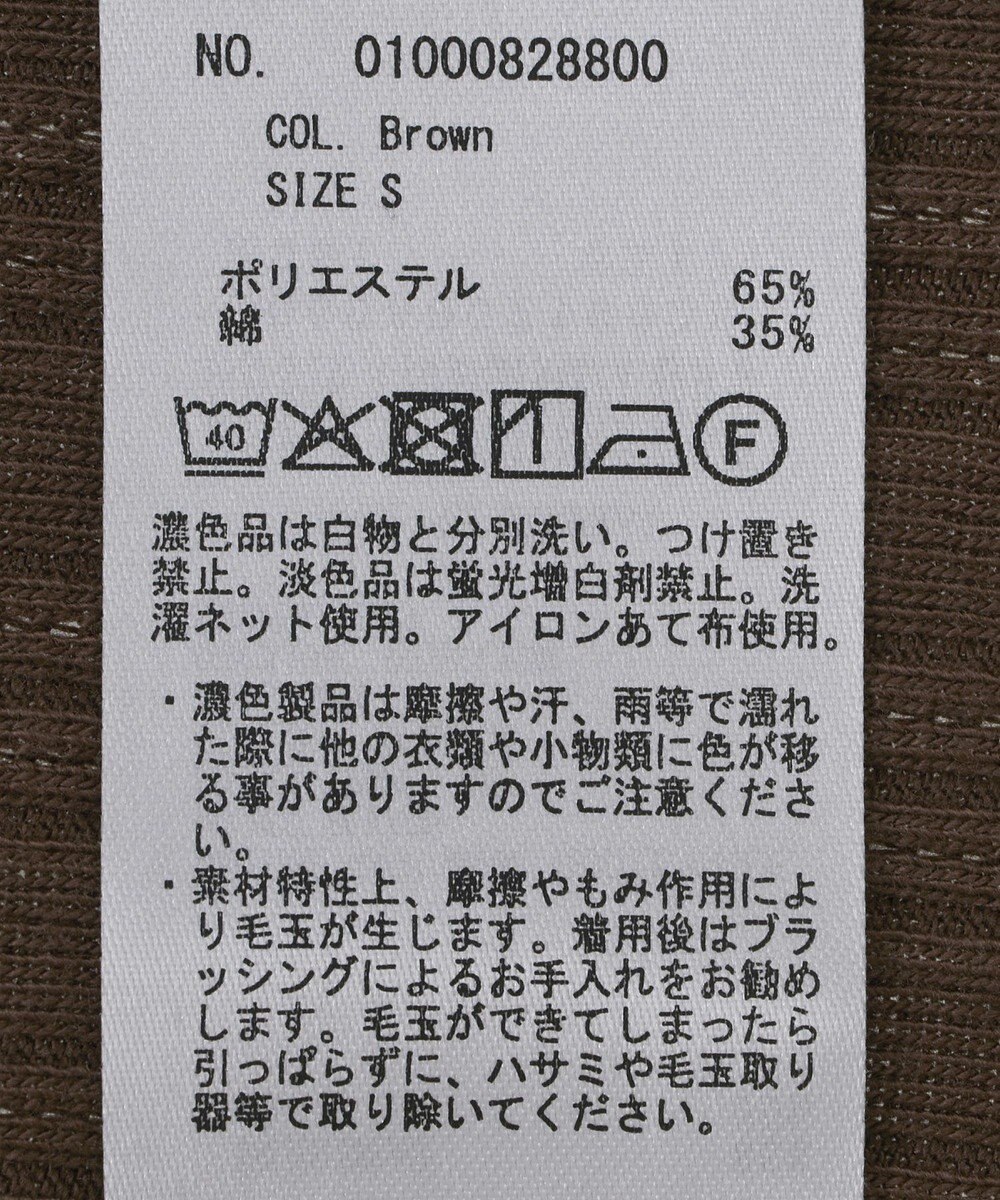 NO. 01000828800
COL. Brown
SIZE S
ポリエステル 65%
綿 35%
40 F
濃色品は白物と分別洗い。つけ置き
禁止。淡色品は蛍光増白剤禁止。洗
濯ネット使用。アイロンあて布使用。
・濃色製品は摩擦や汗、雨等で濡れ
た際に他の衣類や小物類に色が移
る事がありますのでご注意くださ
い。
・素材特性上、摩擦やもみ作用によ
り毛玉が生じます。着用後はブラ
ッシングによるお手入れをお勧め
します。毛玉ができてしまったら
引っぱらずに、ハサミや毛玉取り
器等で取り除いてください。